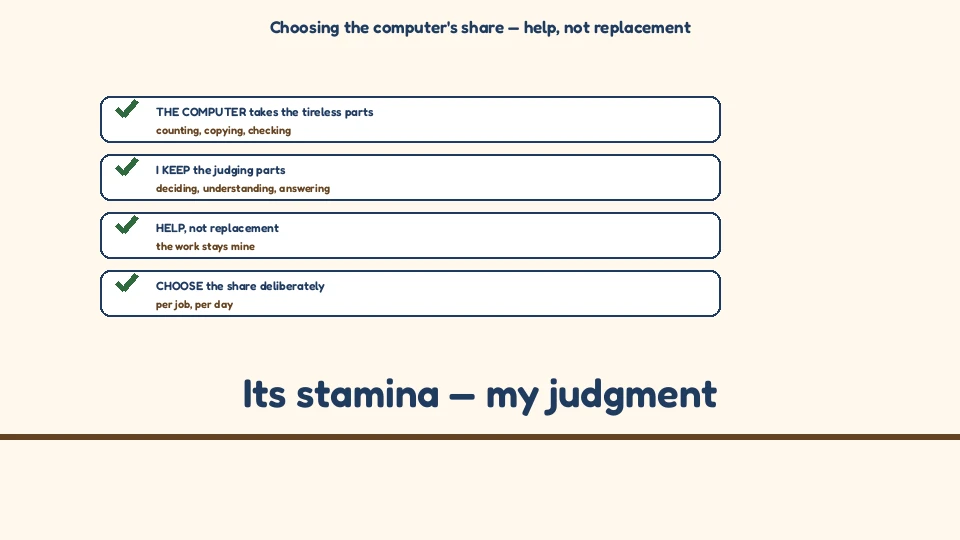 Choosing the computer's share — help, not replacement
THE COMPUTER takes the tireless parts
counting, copying, checking
I KEEP the judging parts
deciding, understanding, answering
HELP, not replacement
the work stays mine
CHOOSE the share deliberately
per job, per day
Its stamina — my judgment